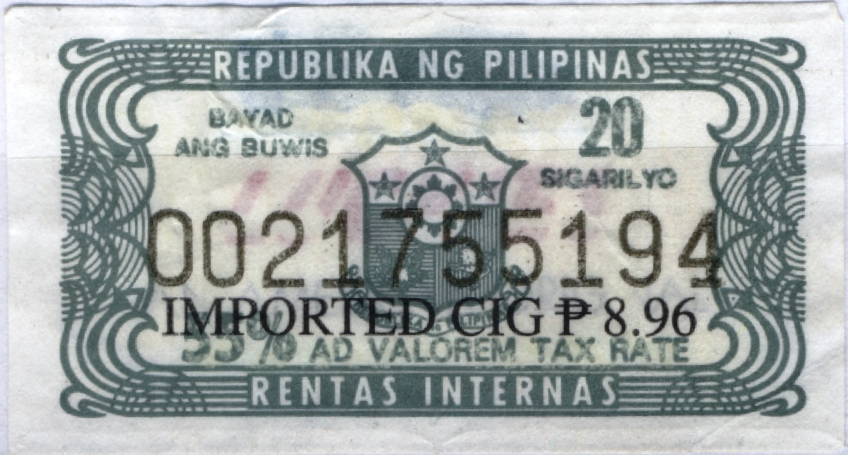 REPUBLIKA NG PILIPINAS
BAYAD
ANG BUWIS
20
SIGARILYO
0021755194
IMPORTED CIG ₱ 8.96
55% AD VALOREM TAX RATE
RENTAS INTERNAS